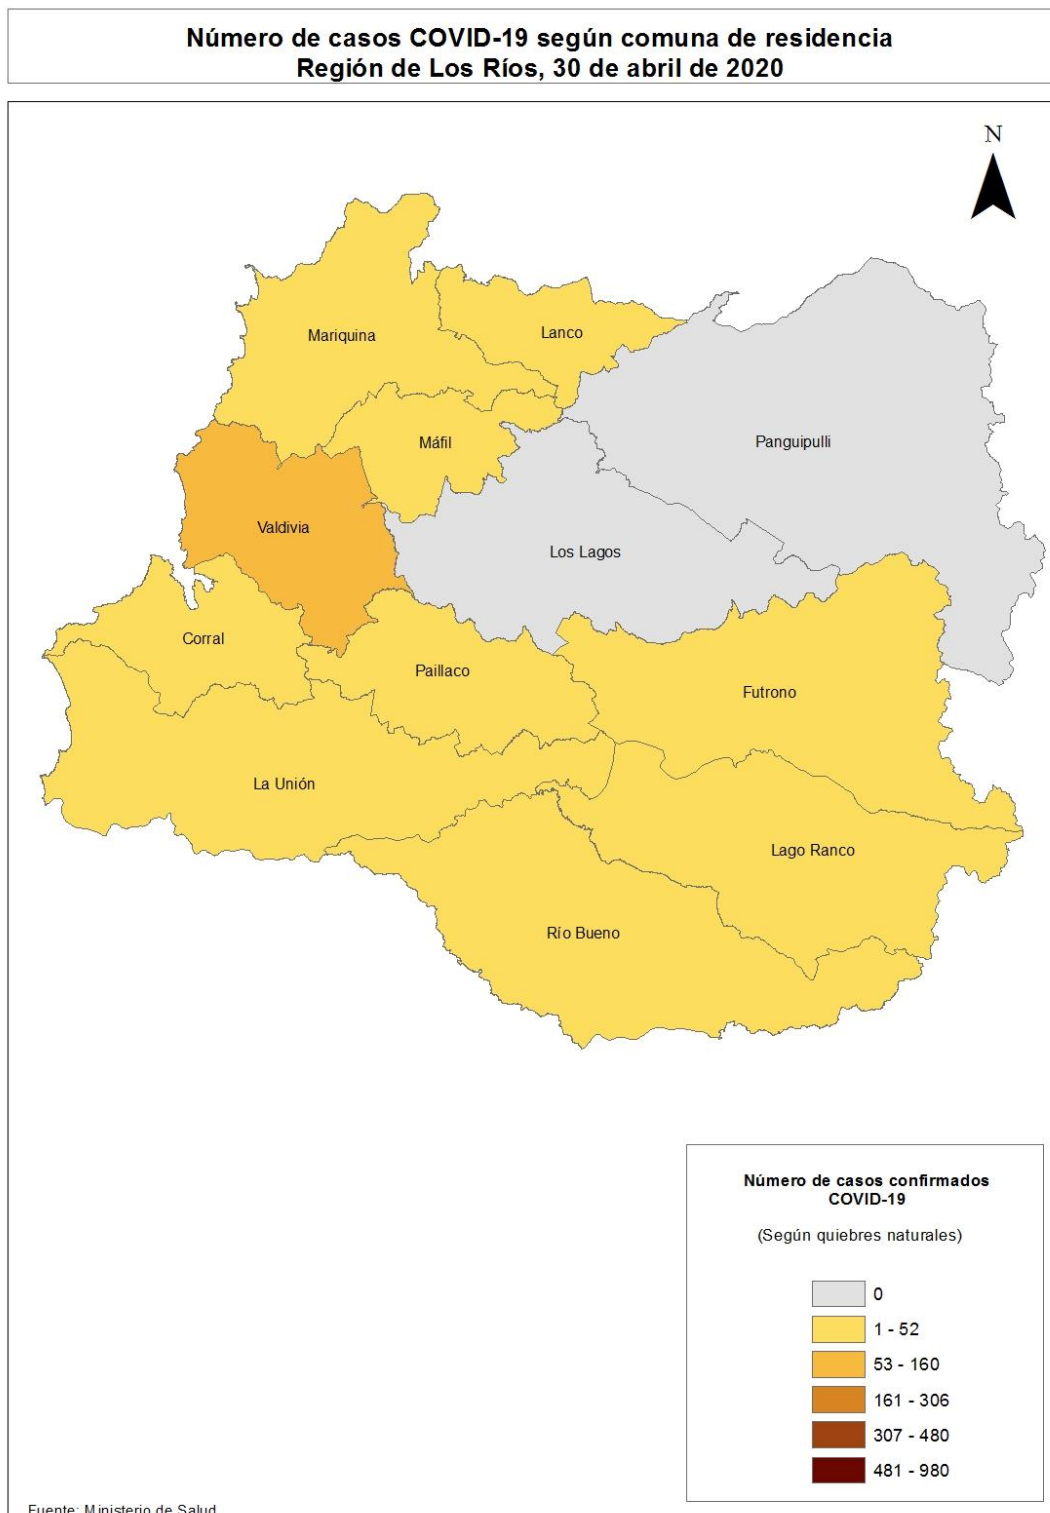 Número de casos COVID-19 según comuna de residencia
Región de Los Ríos, 30 de abril de 2020
N
Mariquina
Lanco
Máfil
Panguipulli
Valdivia
Los Lagos
Corral
Paillaco
Futrono
La Unión
Lago Ranco
Río Bueno
Número de casos confirmados
COVID-19
(Según quiebres naturales)
0
1 - 52
53 - 160
161 - 306
307 - 480
481 - 980
Fuente: Ministerio de Salud